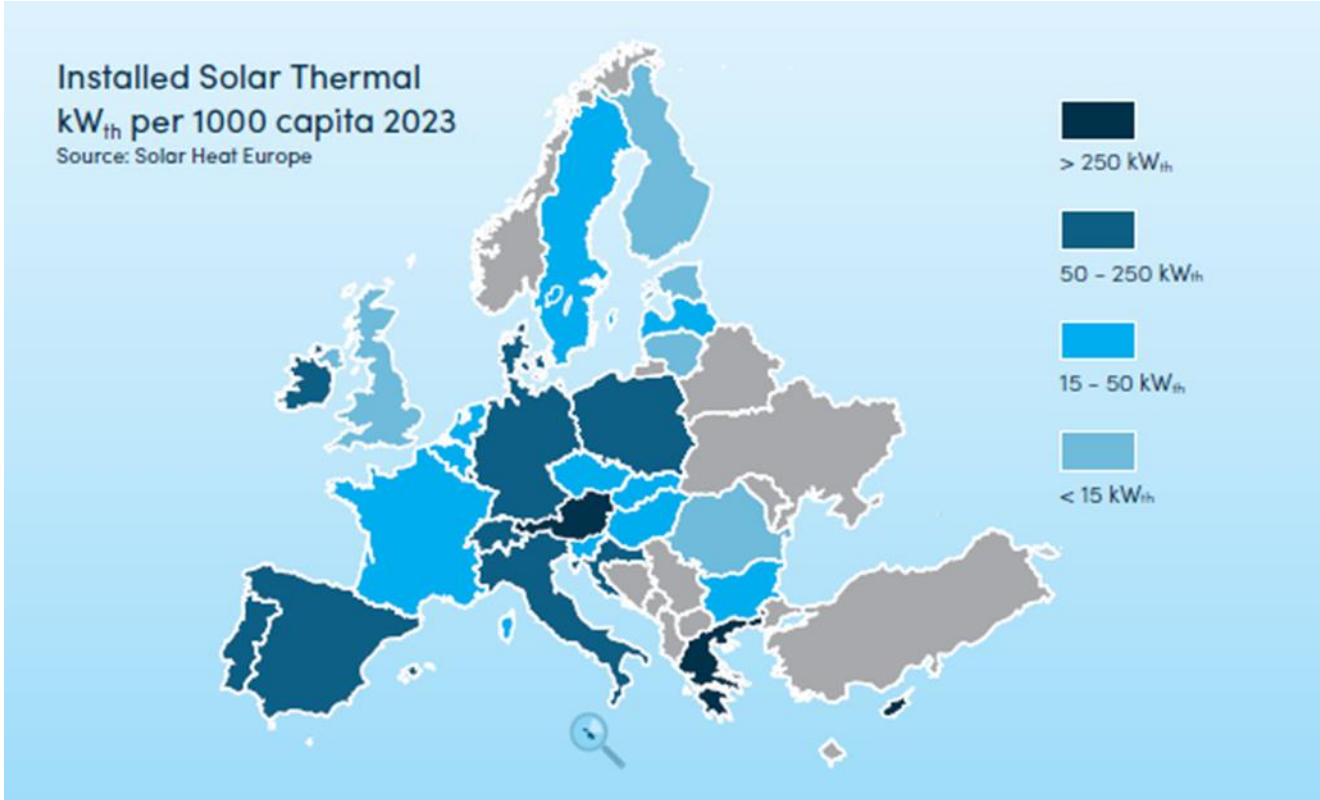 Installed Solar Thermal
kWth per 1000 capita 2023
Source: Solar Heat Europe
> 250 kWth
50 - 250 kWth
15 - 50 kWth
< 15 kWth